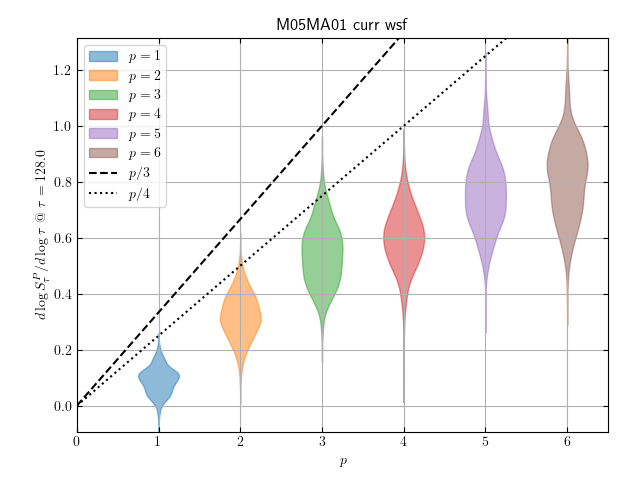 M05MA01 curr wsf
p = 1
p = 2
p = 3
p = 4
p = 5
p = 6
p/3
p/4
d log S_τ^P / d log τ @ τ = 128.0
1.2
1.0
0.8
0.6
0.4
0.2
0.0
0 1 2 3 4 5 6
p